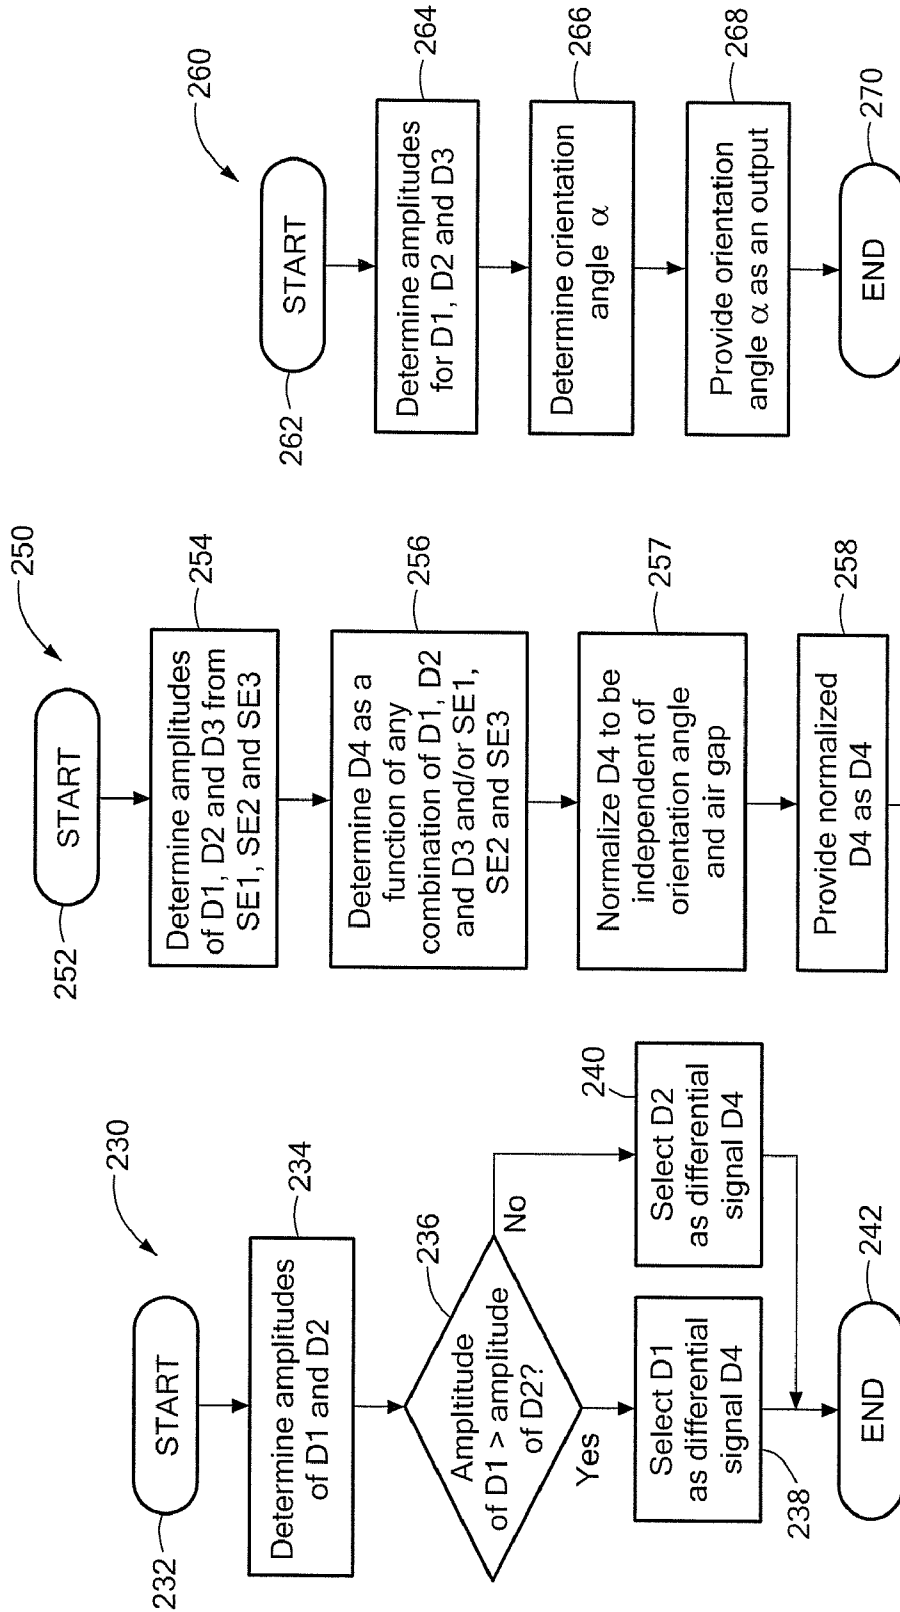 230
232
START
234
Determine amplitudes
of D1 and D2
236
Ampltitude
of D1 > amplitude
of D2?
No
Yes
240
Select D2
as differential
signal D4
Select D1
as differential
signal D4
238
242
END
250
252
START
254
Determine amplitudes
of D1, D2 and D3 from
SE1, SE2 and SE3
256
Determine D4 as a
function of any
combination of D1, D2
and D3 and/or SE1,
SE2 and SE3
257
Normalize D4 to be
independent of
orientation angle
and air gap
258
Provide normalized
D4 as D4
260
262
START
264
Determine amplitudes
for D1, D2 and D3
266
Determine orientation
angle α
268
Provide orientation
angle α as an output
270
END